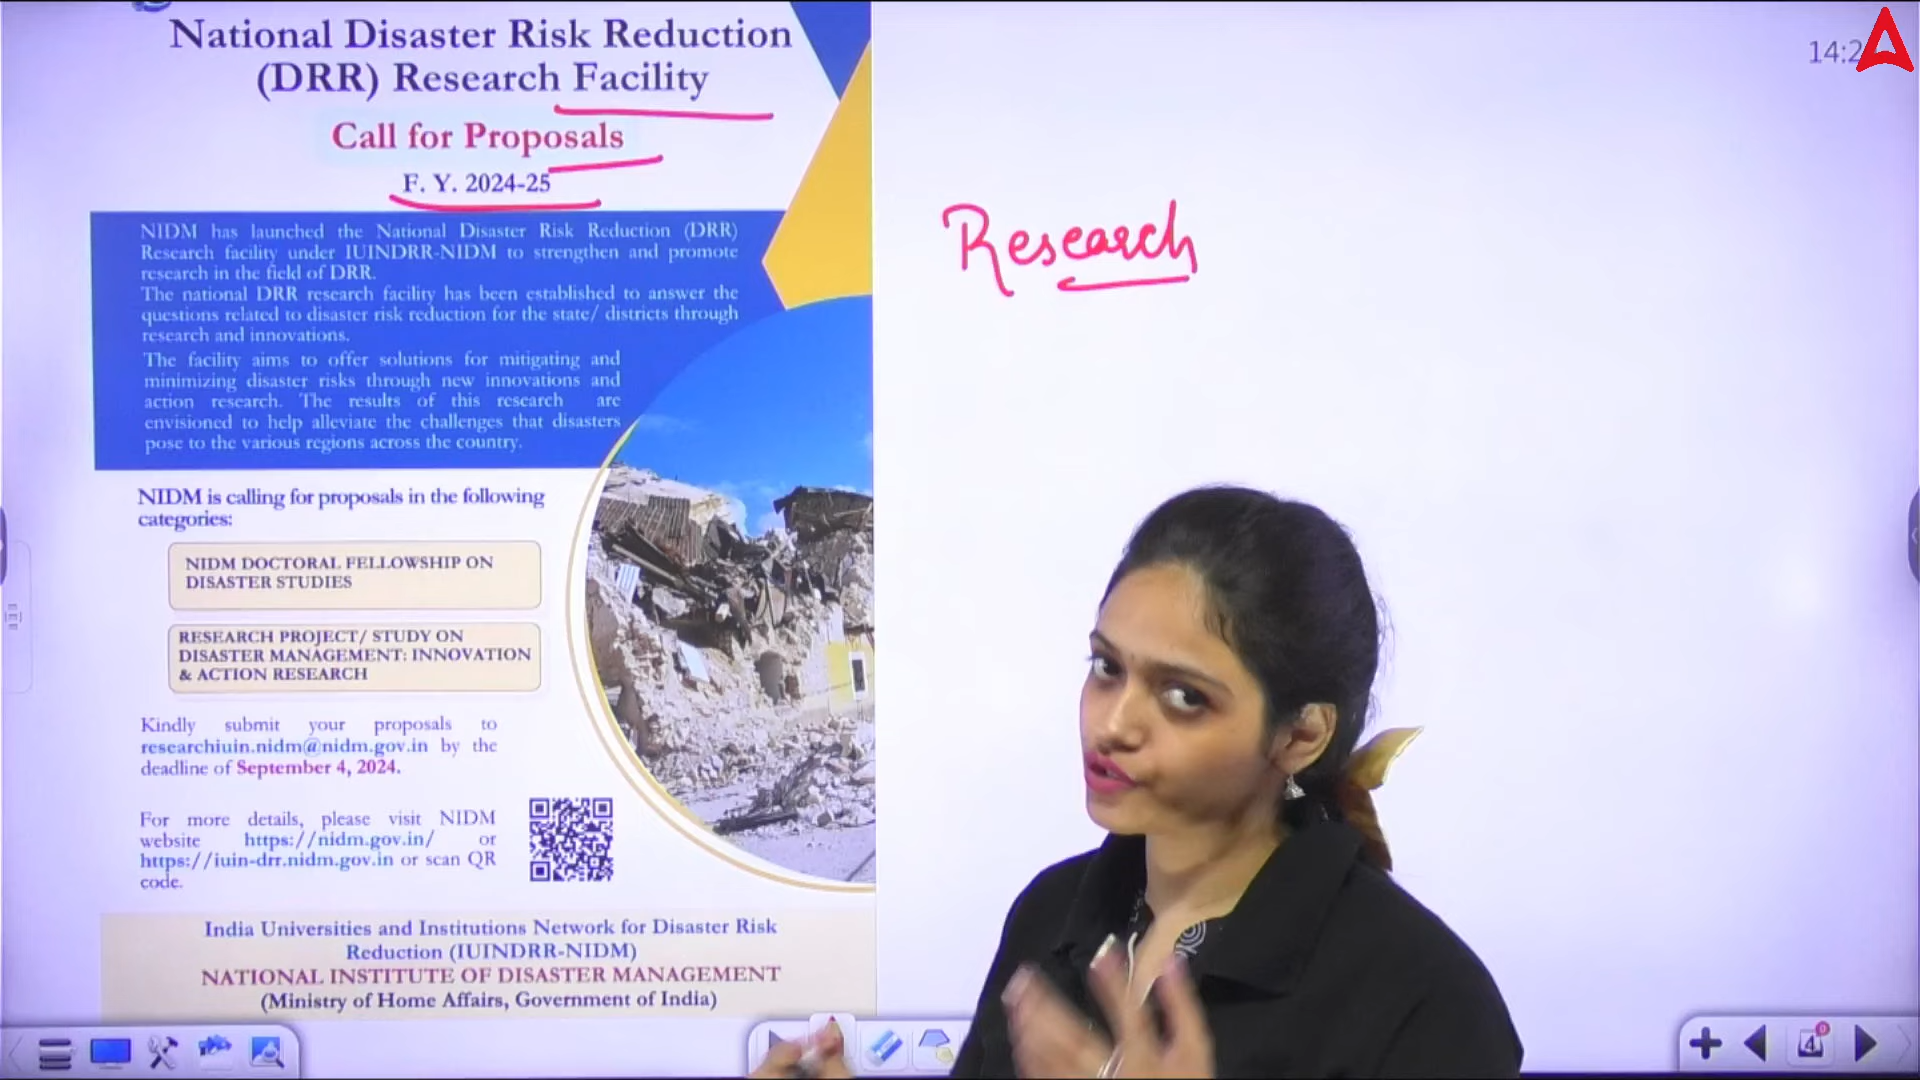 National Disaster Risk Reduction
(DRR) Research Facility
Call for Proposals
F. Y. 2024-25
NIDM has launched the National Disaster Risk Reduction (DRR)
Research facility under IUINDRR-NIDM to strengthen and promote
research in the field of DRR.
The national DRR research facility has been established to answer the
questions related to disaster risk reduction for the state/ districts through
research and innovations.
The facility aims to offer solutions for mitigating and
minimizing disaster risks through new innovations and
action research. The results of this research are
envisioned to help alleviate the challenges that disasters
pose to the various regions across the country.
NIDM is calling for proposals in the following
categories:
NIDM DOCTORAL FELLOWSHIP ON
DISASTER STUDIES
RESEARCH PROJECT/ STUDY ON
DISASTER MANAGEMENT: INNOVATION
& ACTION RESEARCH
Kindly submit your proposals to
researchiuin.nidm@nidm.gov.in by the
deadline of September 4, 2024.
For more details, please visit NIDM
website https://nidm.gov.in/ or
https://iuin-drr.nidm.gov.in or scan QR
code.
India Universities and Institutions Network for Disaster Risk
Reduction (IUINDRR-NIDM)
NATIONAL INSTITUTE OF DISASTER MANAGEMENT
(Ministry of Home Affairs, Government of India)
Research
14:2
4
0